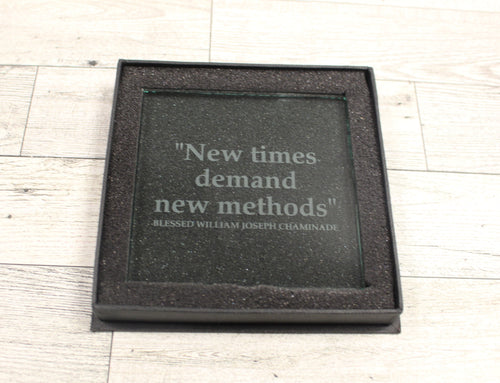 "New times
demand
new methods"
BLESSED WILLIAM JOSEPH CHAMINADE